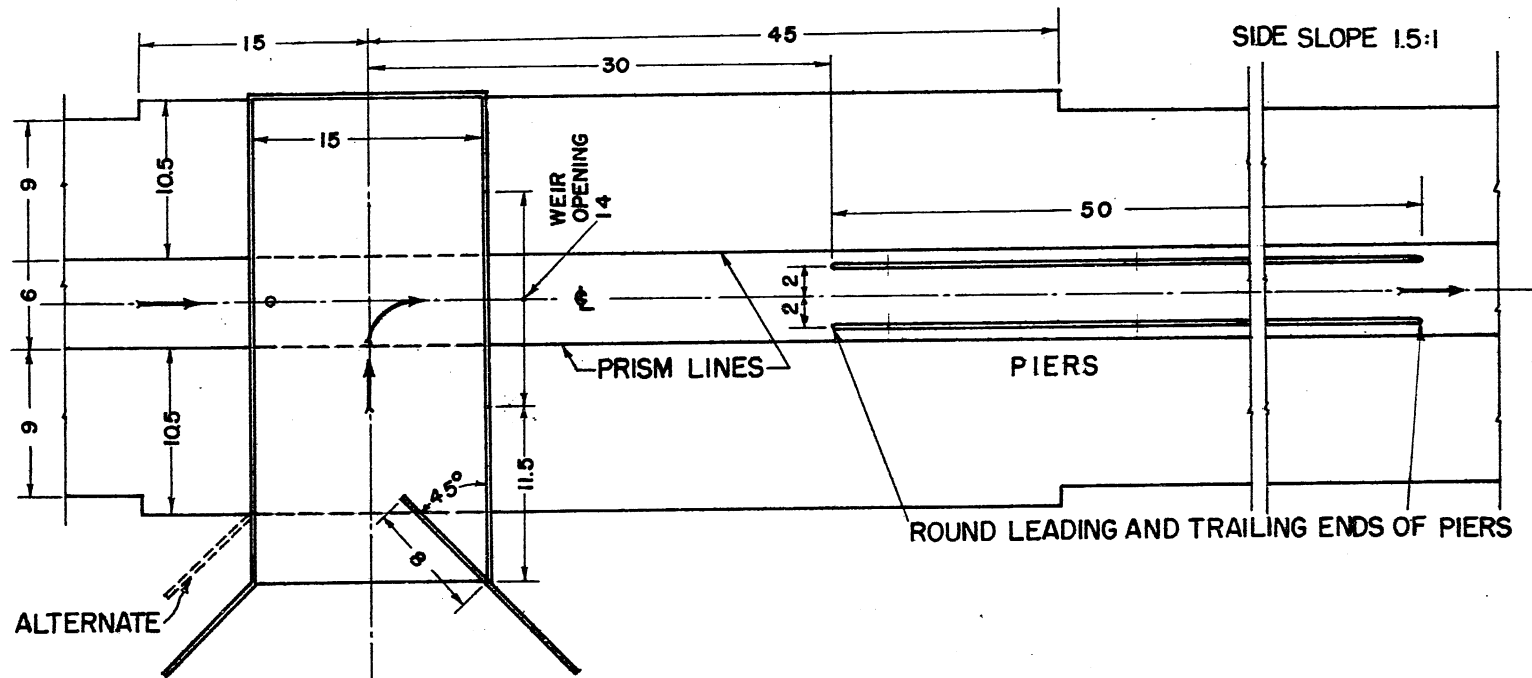 15
45
SIDE SLOPE 1.5:1
30
15
10.5
9
WEIR
OPENING
14
50
6
2
2
℄
PRISM LINES
PIERS
9
10.5
11.5
45°
8
ROUND LEADING AND TRAILING ENDS OF PIERS
ALTERNATE